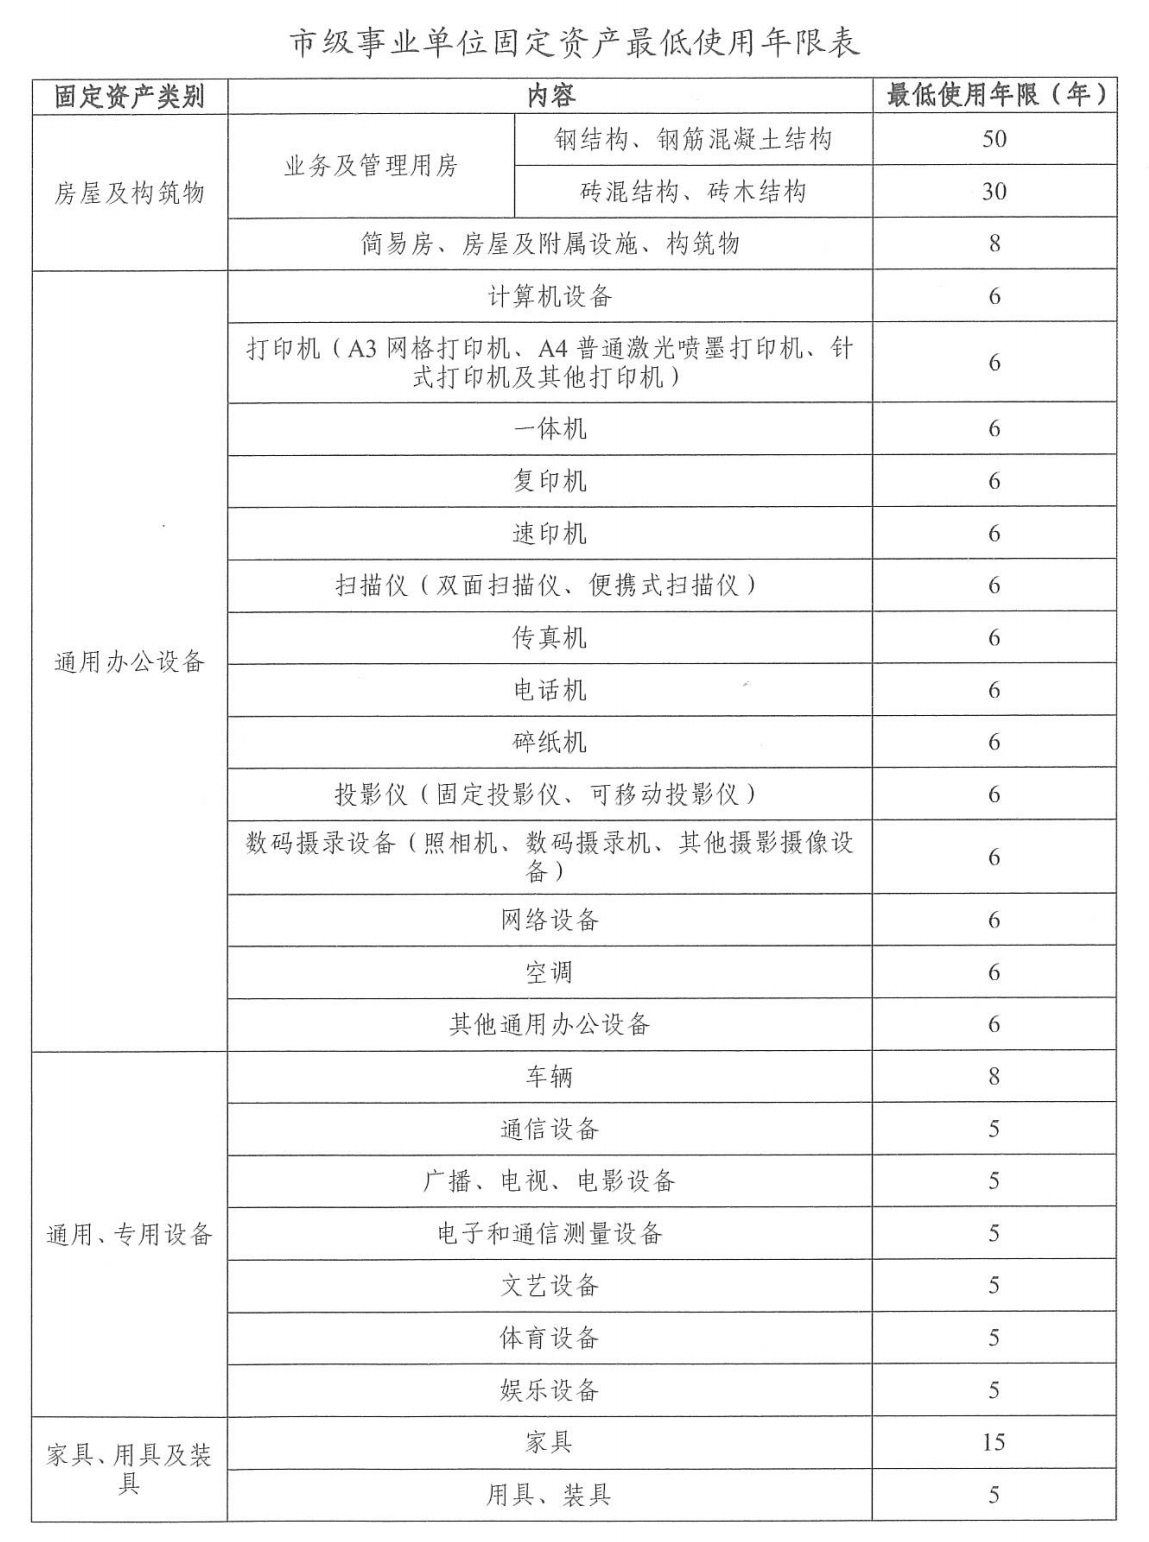 市级事业单位固定资产最低使用年限表
固定资产类别 内容 最低使用年限（年）
房屋及构筑物 业务及管理用房 钢结构、钢筋混凝土结构 50
砖混结构、砖木结构 30
简易房、房屋及附属设施、构筑物 8
通用办公设备 计算机设备 6
打印机（A3 网格打印机、A4 普通激光喷墨打印机、针
式打印机及其他打印机） 6
一体机 6
复印机 6
速印机 6
扫描仪（双面扫描仪、便携式扫描仪） 6
传真机 6
电话机 6
碎纸机 6
投影仪（固定投影仪、可移动投影仪） 6
数码摄录设备（照相机、数码摄录机、其他摄影摄像设
备） 6
网络设备 6
空调 6
其他通用办公设备 6
通用、专用设备 车辆 8
通信设备 5
广播、电视、电影设备 5
电子和通信测量设备 5
文艺设备 5
体育设备 5
娱乐设备 5
家具、用具及装
具 家具 15
用具、装具 5